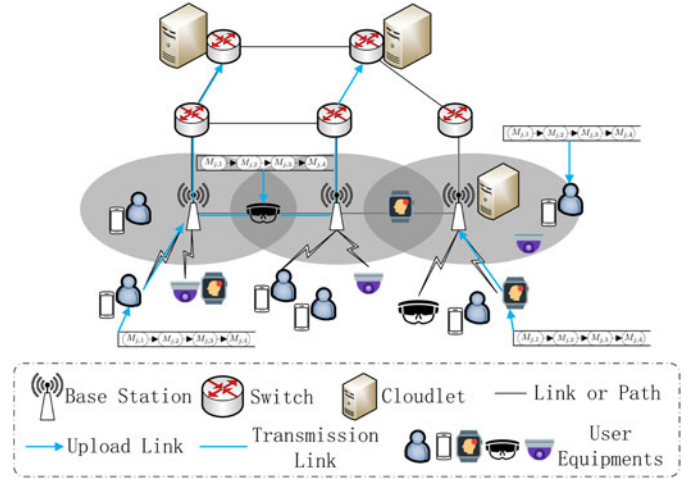 M_{j,1} M_{j,2} M_{j,3} M_{j,4}
M_{j,1} M_{j,2} M_{j,3} M_{j,4}
M_{j,1} M_{j,2} M_{j,3} M_{j,4}
M_{j,1} M_{j,2} M_{j,3} M_{j,4}
Base Station
Switch
Cloudlet
Link or Path
Upload Link
Transmission
Link
User
Equipments